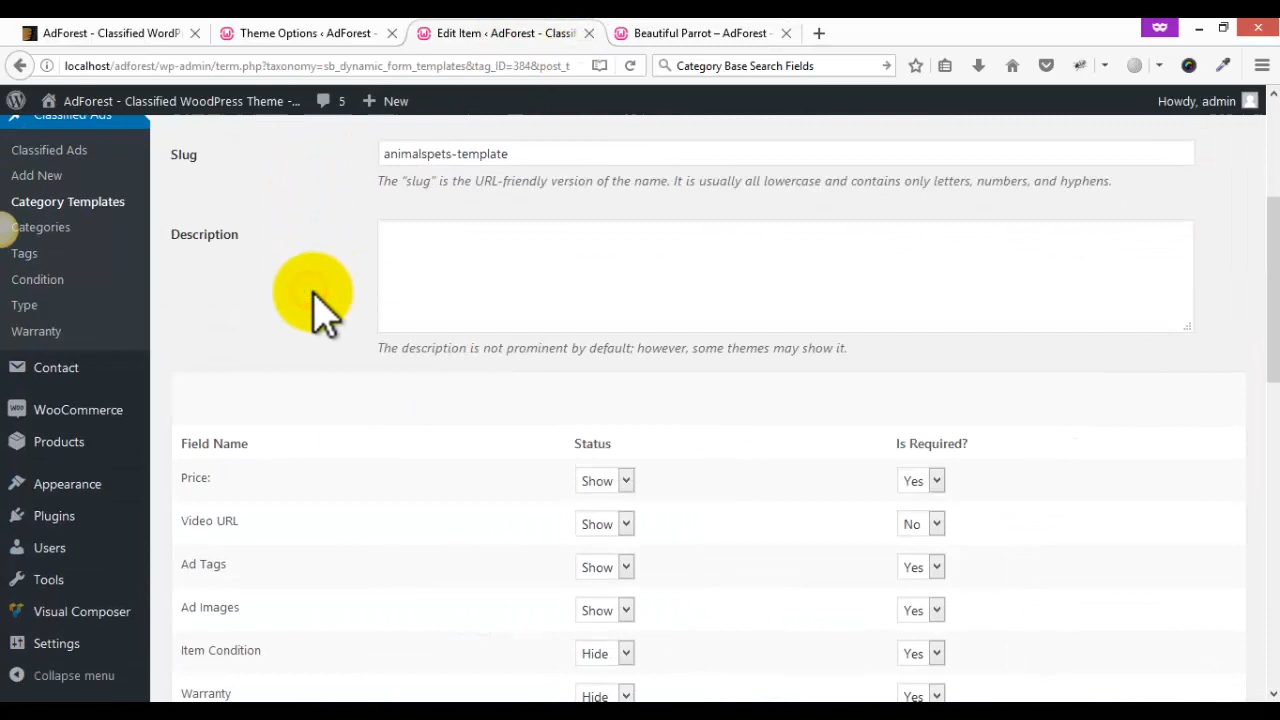 AdForest - Classified WordP
Theme Options ‹ AdForest -
Edit Item ‹ AdForest - Classif
Beautiful Parrot – AdForest -
localhost/adforest/wp-admin/term.php?taxonomy=sb_dynamic_form_templates&tag_ID=384&post_t
Category Base Search Fields
AdForest - Classified WoodPress Theme -...
5
New
Howdy, admin
Classified Ads
Classified Ads
Add New
Category Templates
Categories
Tags
Condition
Type
Warranty
Contact
WooCommerce
Products
Appearance
Plugins
Users
Tools
Visual Composer
Settings
Collapse menu
Slug
animalspets-template
The “slug” is the URL-friendly version of the name. It is usually all lowercase and contains only letters, numbers, and hyphens.
Description
The description is not prominent by default; however, some themes may show it.
Field Name Status Is Required?
Price: Show Yes
Video URL Show No
Ad Tags Show Yes
Ad Images Show Yes
Item Condition Hide Yes
Warranty Hide Yes